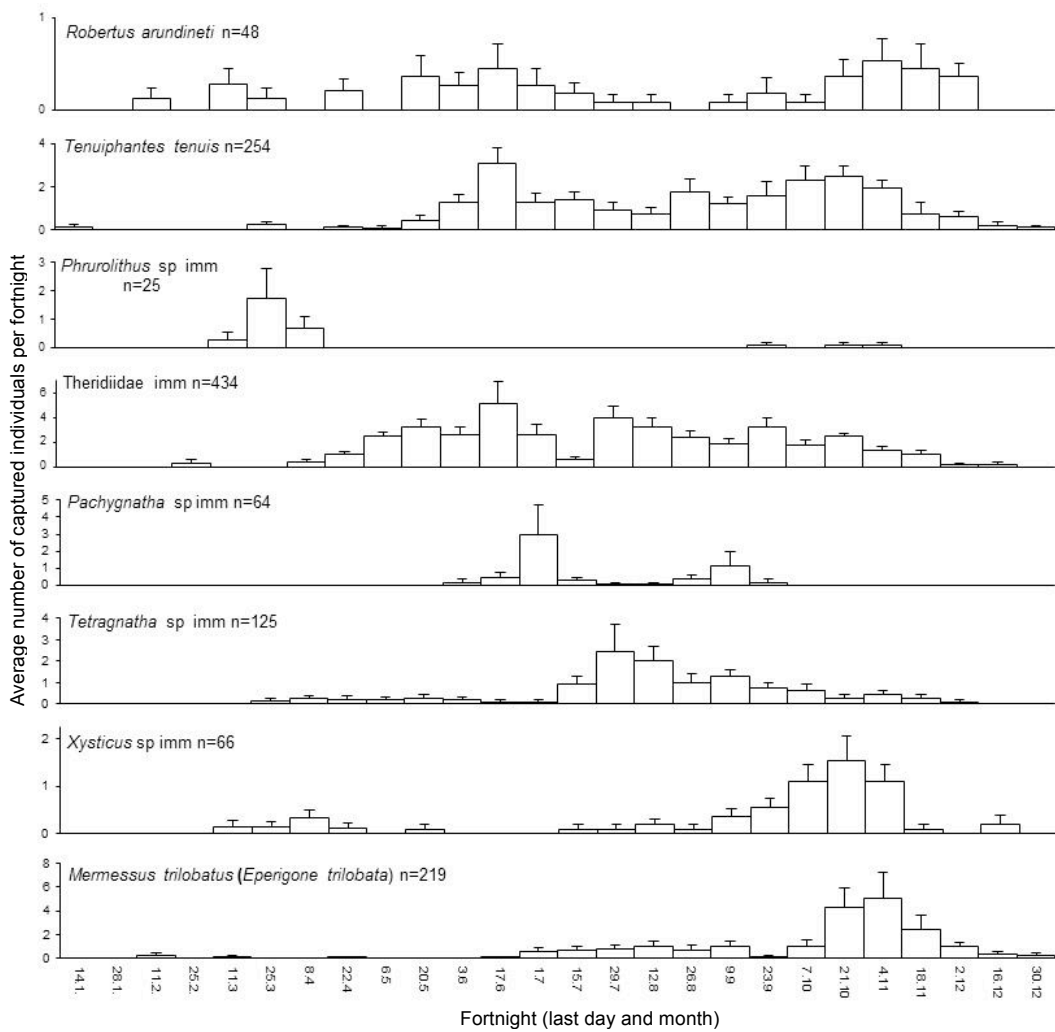 Average number of captured individuals per fortnight
Robertus arundineti n=48
1
0
Tenuiphantes tenuis n=254
4
2
0
Phrurolithus sp imm
n=25
3
2
1
0
Theridiidae imm n=434
6
4
2
0
Pachygnatha sp imm n=64
5
4
3
2
1
0
Tetragnatha sp imm n=125
4
3
2
1
0
Xysticus sp imm n=66
2
1
0
Mermessus trilobatus (Eperigone trilobata) n=219
8
6
4
2
0
14.1. 28.1. 11.2. 25.2. 11.3 25.3 8.4 22.4 6.5 20.5 3.6 17.6 1.7 15.7 29.7 12.8 26.8 9.9 23.9 7.10 21.10 4.11 18.11 2.12 16.12 30.12
Fortnight (last day and month)